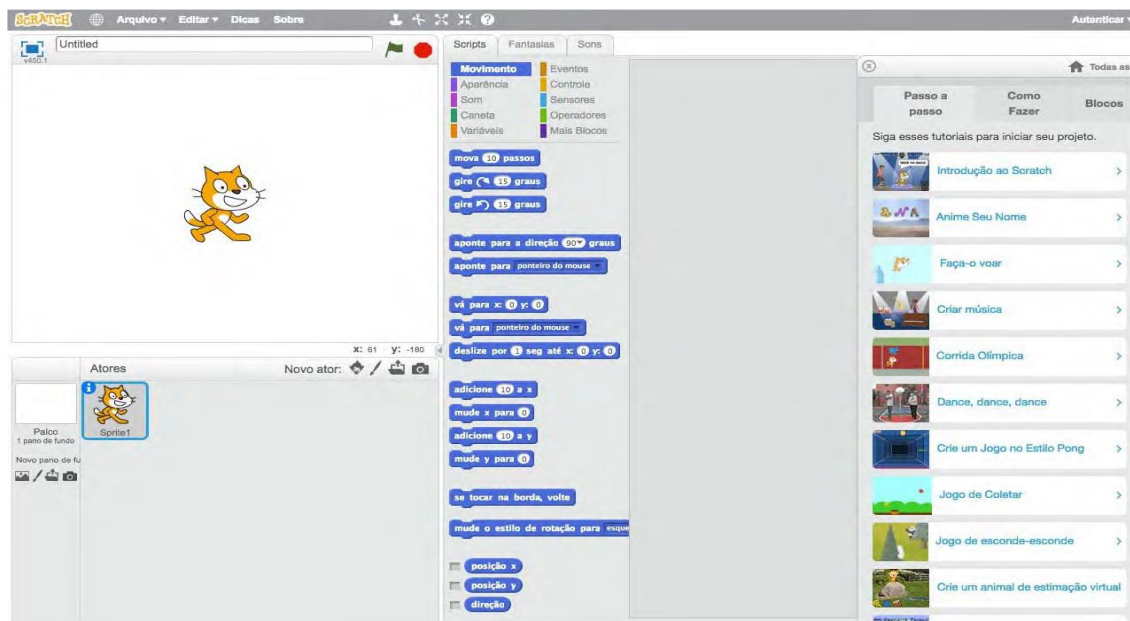 SCRATCH Arquivo Editar Dicas Sobre Autenticar
Untitled
v450.1
x: 61 y: -180
Atores Novo ator:
Palco
1 pano de fundo
Novo pano de fu
Sprite1
Scripts Fantasias Sons
Movimento Eventos
Aparência Controle
Som Sensores
Caneta Operadores
Variáveis Mais Blocos
mova 10 passos
gire 15 graus
gire 15 graus
aponte para a direção 90 graus
aponte para ponteiro do mouse
vá para x: 0 y: 0
vá para ponteiro do mouse
deslize por 1 seg até x: 0 y: 0
adicione 10 a x
mude x para 0
adicione 10 a y
mude y para 0
se tocar na borda, volte
mude o estilo de rotação para esque
posição x
posição y
direção
Todas as
Passo a passo Como Fazer Blocos
Siga esses tutoriais para iniciar seu projeto.
Introdução ao Scratch
Anime Seu Nome
Faça-o voar
Criar música
Corrida Olímpica
Dance, dance, dance
Crie um Jogo no Estilo Pong
Jogo de Coletar
Jogo de esconde-esconde
Crie um animal de estimação virtual